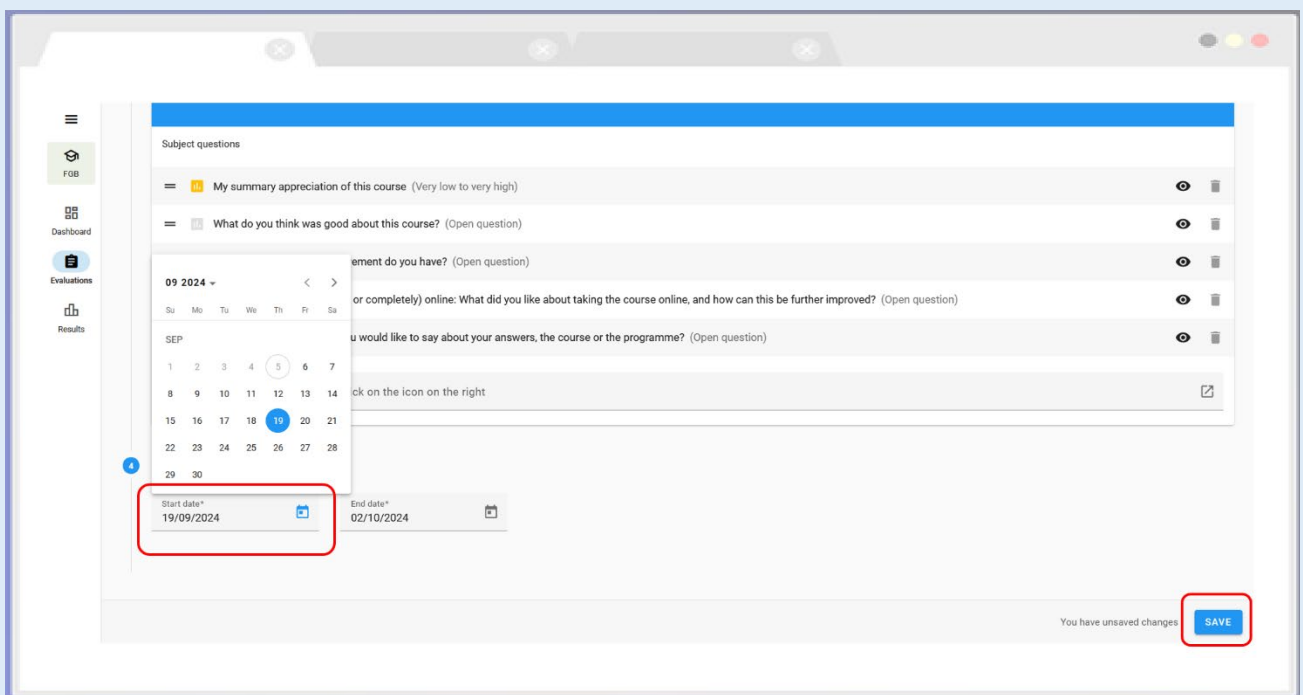 FGB
Dashboard
Evaluations
Results
Subject questions
My summary appreciation of this course (Very low to very high)
What do you think was good about this course? (Open question)
ement do you have? (Open question)
or completely) online: What did you like about taking the course online, and how can this be further improved? (Open question)
u would like to say about your answers, the course or the programme? (Open question)
ck on the icon on the right
09 2024
Su Mo Tu We Th Fr Sa
SEP
1 2 3 4 5 6 7
8 9 10 11 12 13 14
15 16 17 18 19 20 21
22 23 24 25 26 27 28
29 30
4
Start date*
19/09/2024
End date*
02/10/2024
You have unsaved changes
SAVE